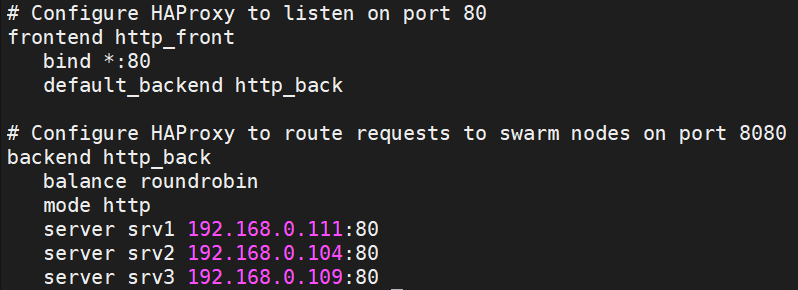 # Configure HAProxy to listen on port 80
frontend http_front
   bind *:80
   default_backend http_back

# Configure HAProxy to route requests to swarm nodes on port 8080
backend http_back
   balance roundrobin
   mode http
   server srv1 192.168.0.111:80
   server srv2 192.168.0.104:80
   server srv3 192.168.0.109:80